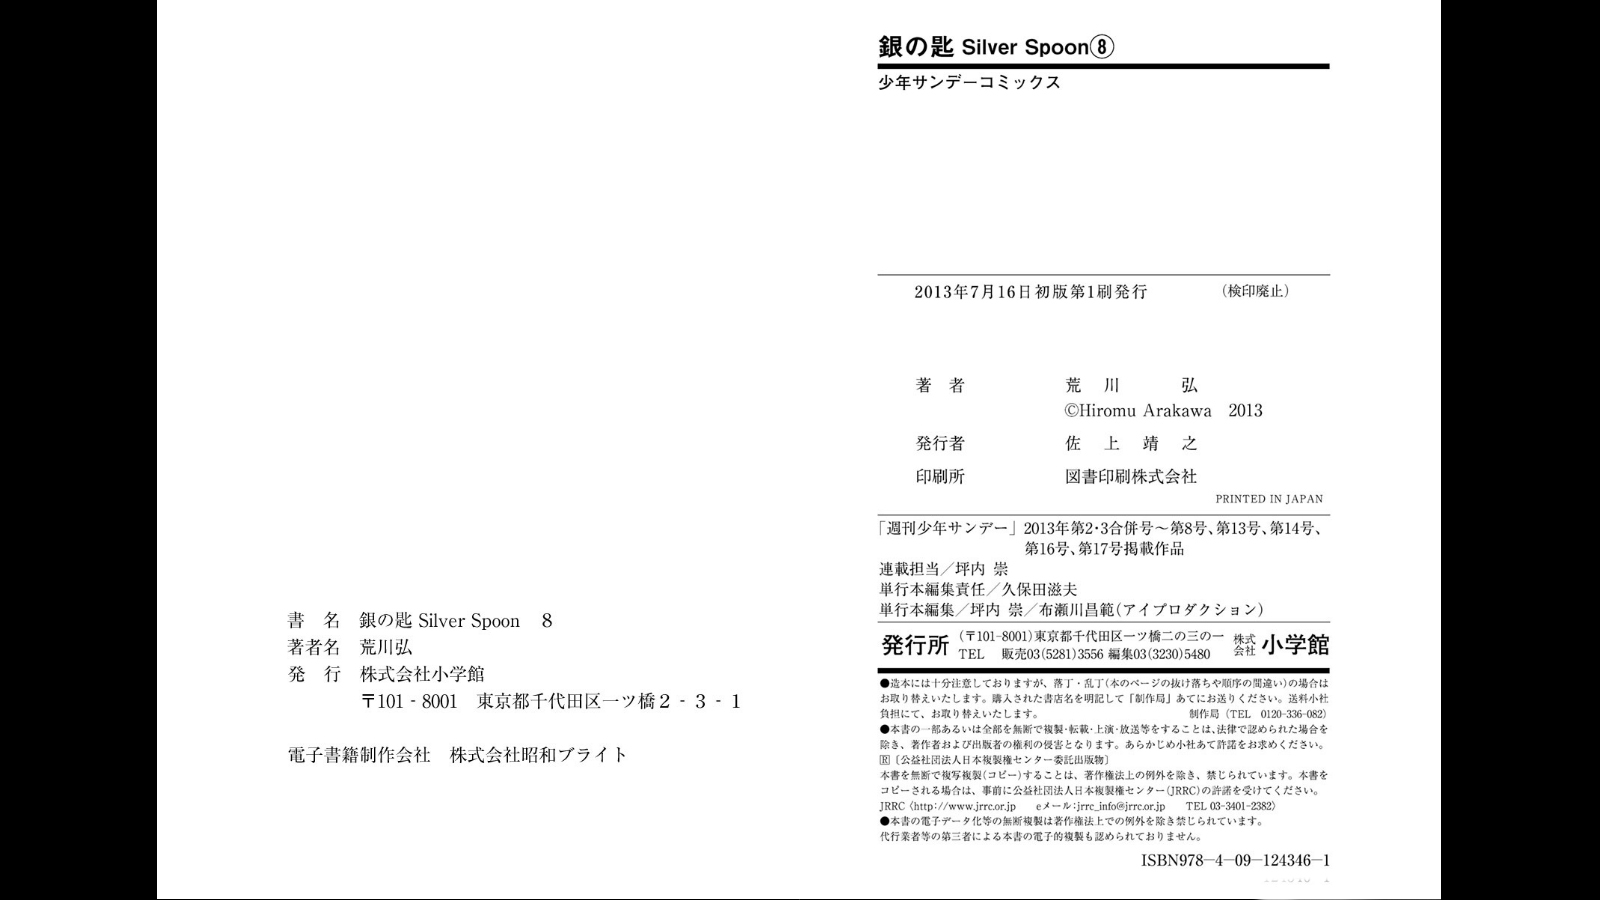 銀の匙 Silver Spoon⑧
少年サンデーコミックス
2013年7月16日初版第1刷発行 （検印廃止）
著　者 荒川　弘
©Hiromu Arakawa 2013
発行者 佐上靖之
印刷所 図書印刷株式会社
PRINTED IN JAPAN
「週刊少年サンデー」2013年第2・3合併号〜第8号、第13号、第14号、
第16号、第17号掲載作品
連載担当／坪内 崇
単行本編集責任／久保田滋夫
単行本編集／坪内 崇／布瀬川昌範（アイプロダクション）
発行所 （〒101-8001）東京都千代田区一ツ橋二の三の一 株式会社 小学館
TEL 販売03(5281)3556 編集03(3230)5480
●造本には十分注意しておりますが、落丁・乱丁（本のページの抜け落ちや順序の間違い）の場合は
お取り替えいたします。購入された書店名を明記して「制作局」あてにお送りください。送料小社
負担にて、お取り替えいたします。 制作局（TEL 0120-336-082）
●本書の一部あるいは全部を無断で複製・転載・上演・放送等をすることは、法律で認められた場合を
除き、著作者および出版者の権利の侵害となります。あらかじめ小社あて許諾をお求めください。
🅁〔公益社団法人日本複製権センター委託出版物〕
本書を無断で複写複製（コピー）することは、著作権法上の例外を除き、禁じられています。本書を
コピーされる場合は、事前に公益社団法人日本複製権センター（JRRC）の許諾を受けてください。
JRRC〈http://www.jrrc.or.jp eメール：jrrc_info@jrrc.or.jp TEL 03-3401-2382〉
●本書の電子データ化等の無断複製は著作権法上での例外を除き禁じられています。
代行業者等の第三者による本書の電子的複製も認められておりません。
ISBN978-4-09-124346-1
書　名 銀の匙 Silver Spoon 8
著者名 荒川弘
発　行 株式会社小学館
〒101 - 8001 東京都千代田区一ツ橋２ - ３ - １
電子書籍制作会社 株式会社昭和ブライト